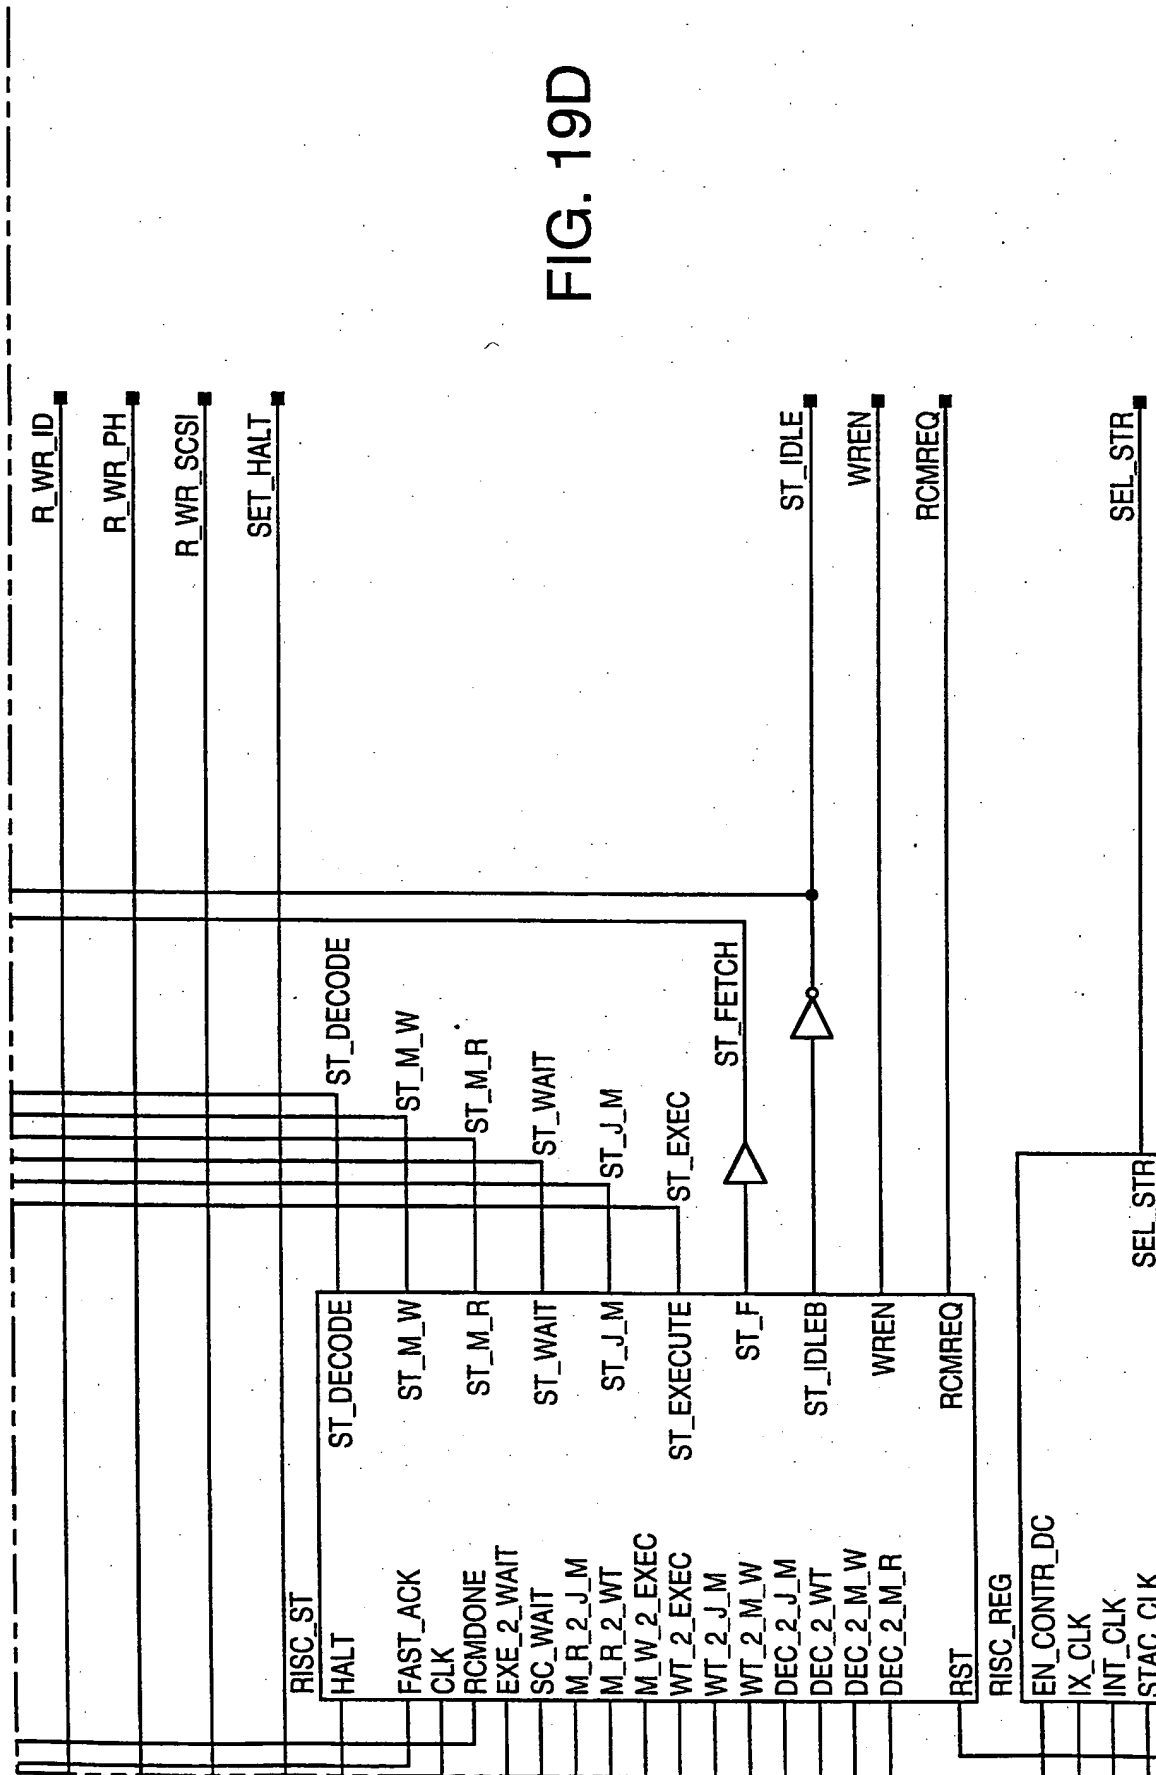 R_WR_ID
R_WR_PH
R_WR_SCSI
SET_HALT
FIG. 19D
ST_DECODE
ST_M_W
ST_M_R
ST_WAIT
ST_J_M
ST_EXEC
ST_FETCH
ST_IDLE
WREN
RCMREQ
SEL_STR
RISC_ST
HALT
FAST_ACK
CLK
RCMDONE
EXE_2_WAIT
SC_WAIT
M_R_2_J_M
M_R_2_WT
M_W_2_EXEC
WT_2_EXEC
WT_2_J_M
WT_2_M_W
DEC_2_J_M
DEC_2_WT
DEC_2_M_W
DEC_2_M_R
RST
ST_DECODE
ST_M_W
ST_M_R
ST_WAIT
ST_J_M
ST_EXECUTE
ST_F
ST_IDLEB
WREN
RCMREQ
RISC_REG
EN_CONTR_DC
IX_CLK
INT_CLK
STAC_CLK
SEL_STR